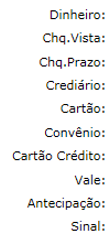 Dinheiro:
Chq.Vista:
Chq.Prazo:
Crediário:
Cartão:
Convênio:
Cartão Crédito:
Vale:
Antecipação:
Sinal: